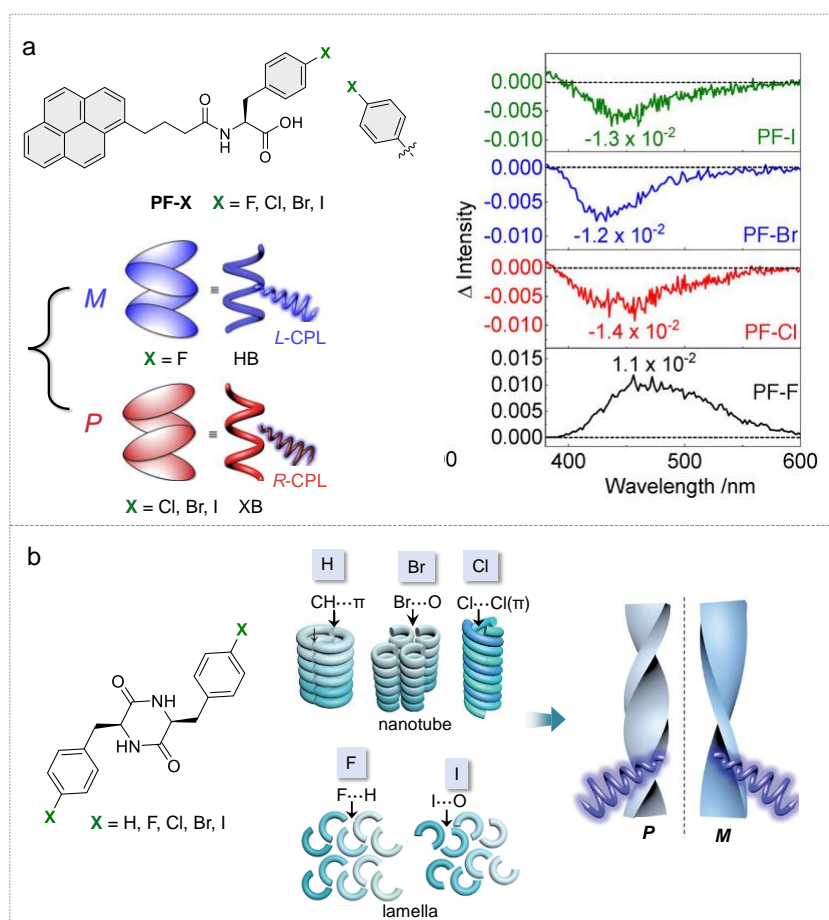 a
X
O
N
H
O
OH
X
PF-X X = F, Cl, Br, I
M
L-CPL
X = F HB
P
R-CPL
X = Cl, Br, I XB
Δ Intensity
0.000
-0.005
-0.010
-1.3 x 10⁻²
PF-I
0.000
-0.005
-0.010
-1.2 x 10⁻²
PF-Br
0.000
-0.005
-0.010
-1.4 x 10⁻²
PF-Cl
0.015
0.010
0.005
0.000
1.1 x 10⁻²
PF-F
00
400 500 600
Wavelength /nm
b
X
O
NH
HN
O
X
X = H, F, Cl, Br, I
H Br Cl
CH···π Br···O Cl···Cl(π)
nanotube
F I
F···H I···O
lamella
P M